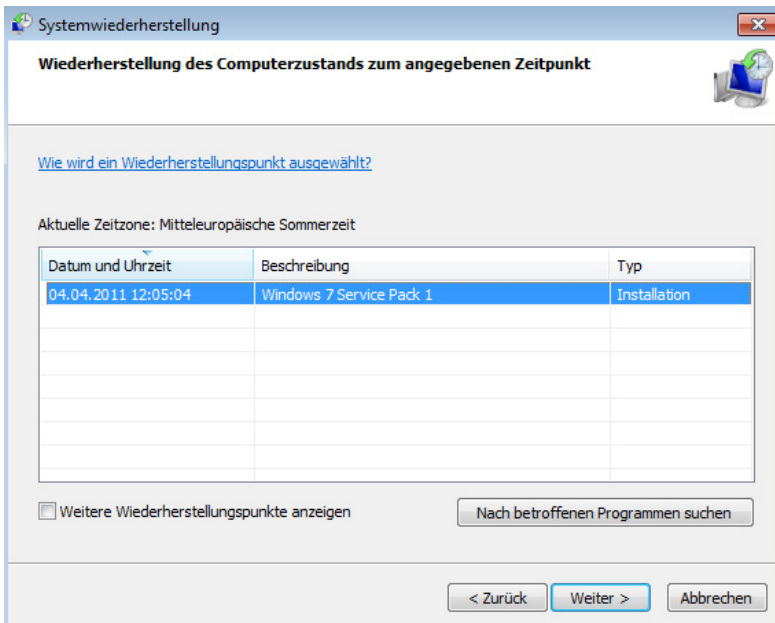 Systemwiederherstellung
Wiederherstellung des Computerzustands zum angegebenen Zeitpunkt
Wie wird ein Wiederherstellungspunkt ausgewählt?
Aktuelle Zeitzone: Mitteleuropäische Sommerzeit
Datum und Uhrzeit Beschreibung Typ
04.04.2011 12:05:04 Windows 7 Service Pack 1 Installation
Weitere Wiederherstellungspunkte anzeigen Nach betroffenen Programmen suchen
< Zurück Weiter > Abbrechen